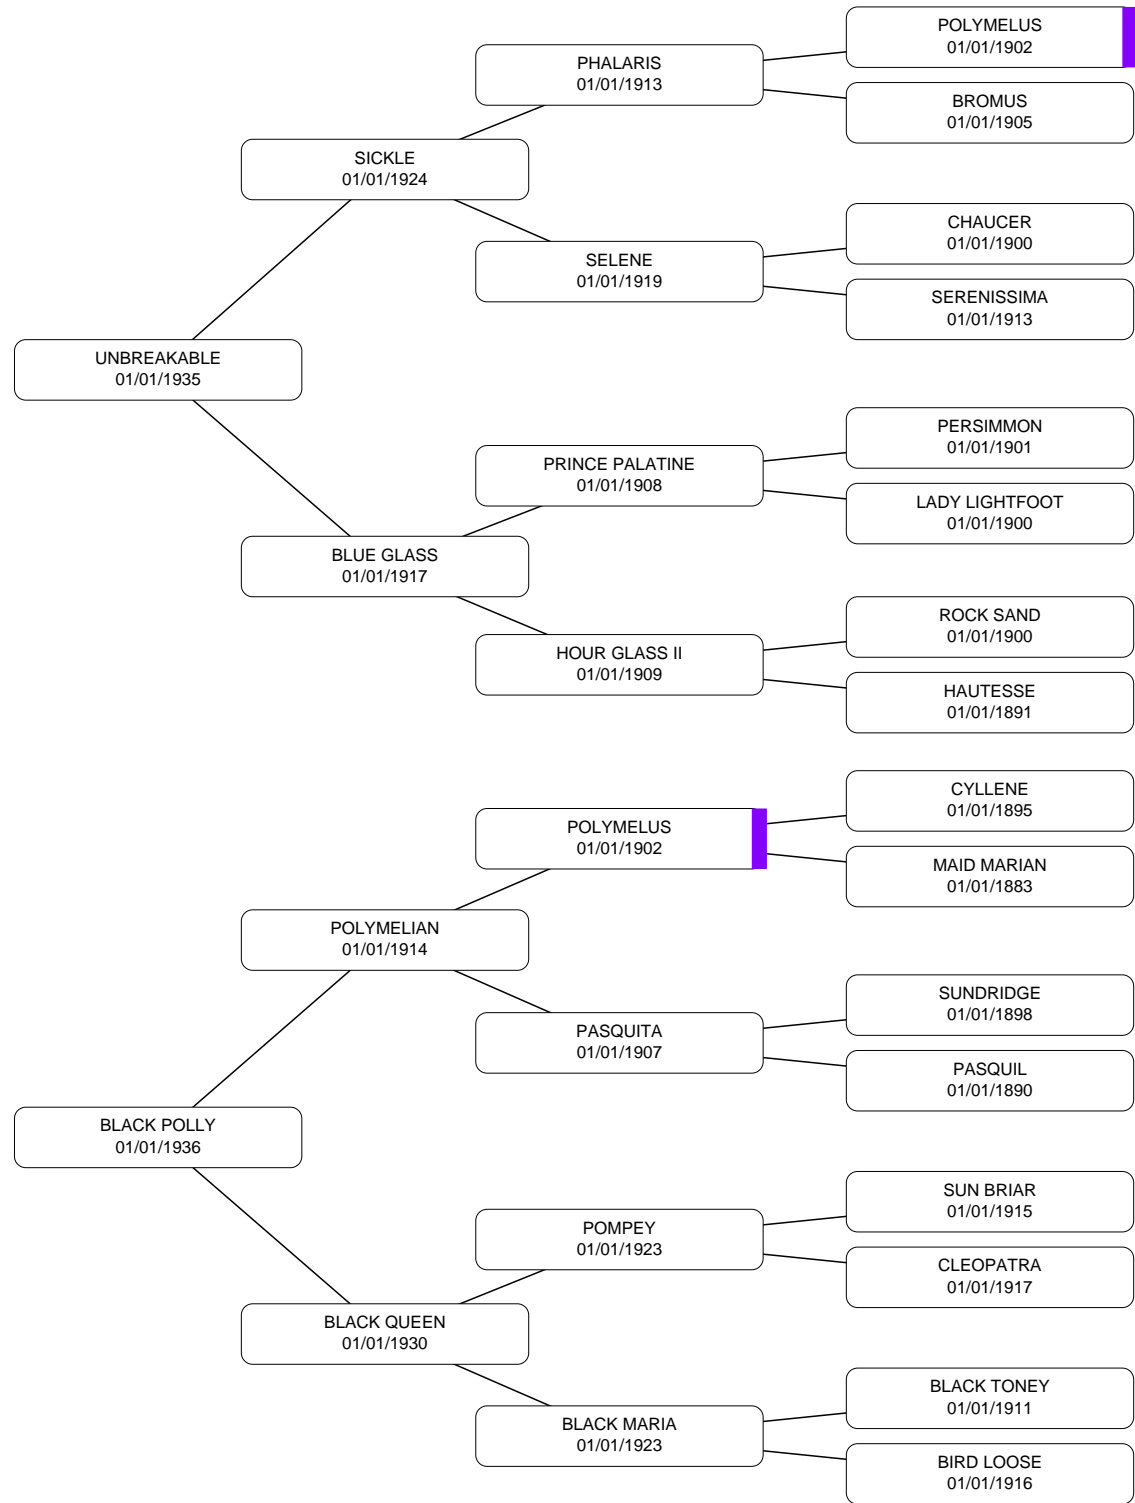 POLYMELUS
01/01/1902
PHALARIS
01/01/1913
BROMUS
01/01/1905
SICKLE
01/01/1924
CHAUCER
01/01/1900
SELENE
01/01/1919
SERENISSIMA
01/01/1913
UNBREAKABLE
01/01/1935
PERSIMMON
01/01/1901
PRINCE PALATINE
01/01/1908
LADY LIGHTFOOT
01/01/1900
BLUE GLASS
01/01/1917
ROCK SAND
01/01/1900
HOUR GLASS II
01/01/1909
HAUTESSE
01/01/1891
CYLLENE
01/01/1895
POLYMELUS
01/01/1902
MAID MARIAN
01/01/1883
POLYMELIAN
01/01/1914
SUNDRIDGE
01/01/1898
PASQUITA
01/01/1907
PASQUIL
01/01/1890
BLACK POLLY
01/01/1936
SUN BRIAR
01/01/1915
POMPEY
01/01/1923
CLEOPATRA
01/01/1917
BLACK QUEEN
01/01/1930
BLACK TONEY
01/01/1911
BLACK MARIA
01/01/1923
BIRD LOOSE
01/01/1916